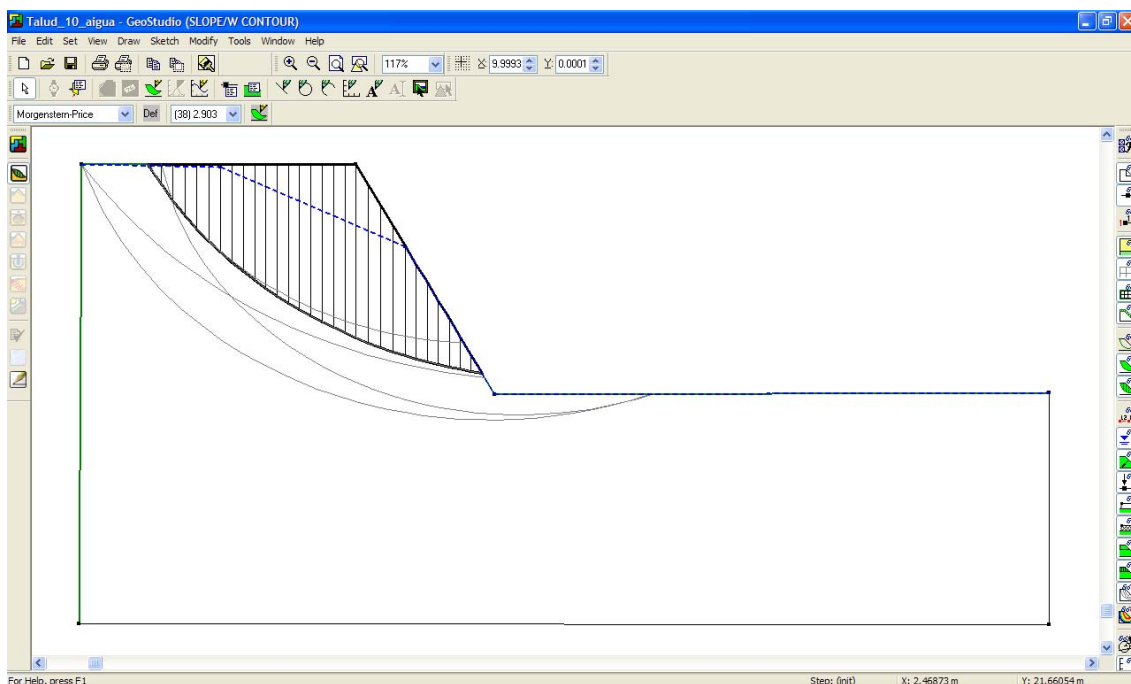 Talud_10_aigua - GeoStudio (SLOPE/W CONTOUR)
File Edit Set View Draw Sketch Modify Tools Window Help
117% X: 9.9993 Y: 0.0001
Morgenstern-Price Def (38) 2.903
For Help, press F1 Step: (init) X: 2.46873 m Y: 21.66054 m